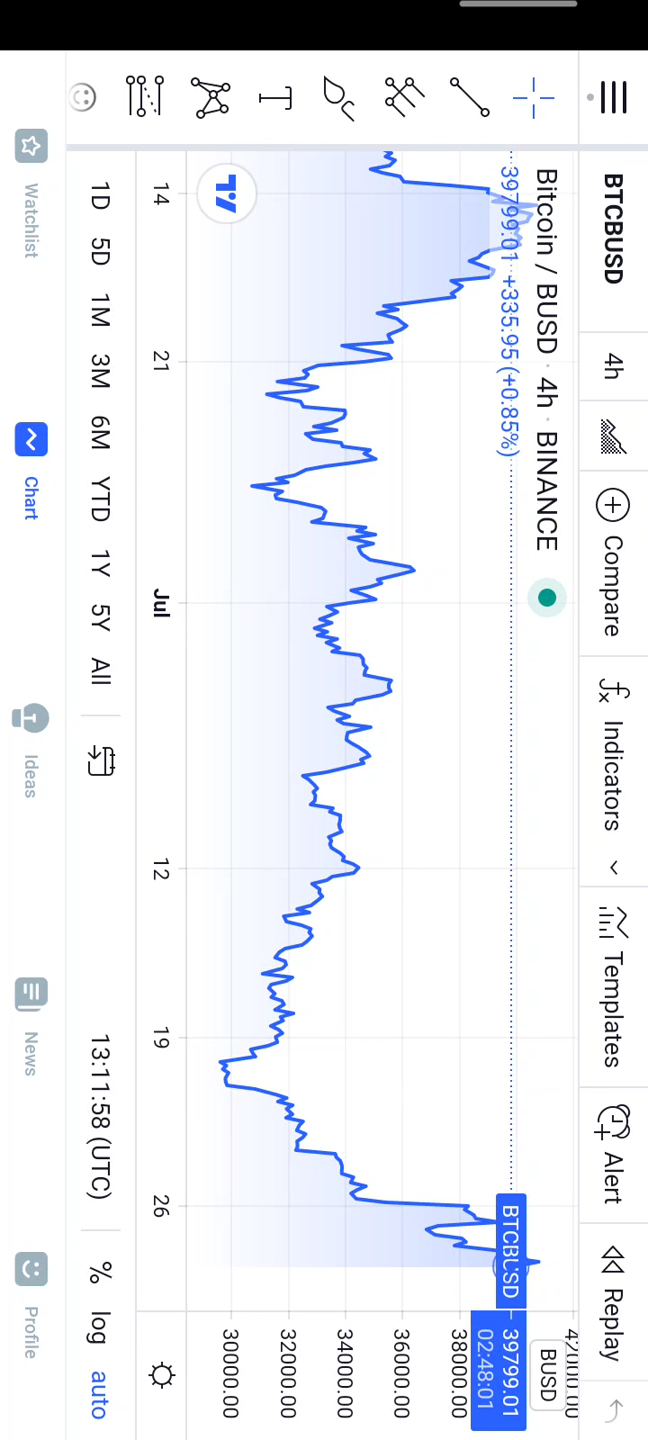 BTCBUSD
4h
Compare
Indicators
Templates
Alert
Replay
Bitcoin / BUSD · 4h · BINANCE
39799.01 +335.95 (+0.85%)
BUSD
42000.00
BTCBUSD
39799.01
02:48:01
38000.00
36000.00
34000.00
32000.00
30000.00
14
21
Jul
12
19
26
1D
5D
1M
3M
6M
YTD
1Y
5Y
All
13:11:58 (UTC)
%
log
auto
Watchlist
Chart
Ideas
News
Profile